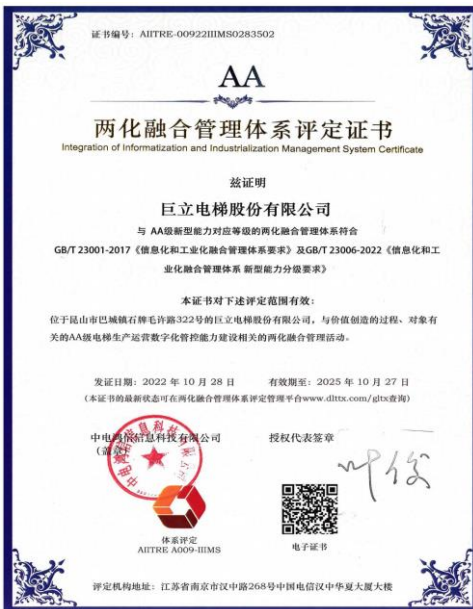 证书编号：AIITRE-00922IIIMS0283502
AA
两化融合管理体系评定证书
Integration of Informatization and Industrialization Management System Certificate
兹证明
巨立电梯股份有限公司
与 AA级新型能力对应等级的两化融合管理体系符合
GB/T 23001-2017《信息化和工业化融合管理体系要求》及GB/T 23006-2022《信息化和工
业化融合管理体系 新型能力分级要求》
本证书对下述评定范围有效：
位于昆山市巴城镇石牌毛许路322号的巨立电梯股份有限公司，与价值创造的过程、对象有
关的AA级电梯生产运营数字化管控能力建设相关的两化融合管理活动。
发证日期：2022 年 10 月 28 日 有效期至：2025 年 10 月 27 日
（本证书的最新状态可在两化融合管理体系评定管理平台www.dlttx.com/gltx查询）
中电鸿信信息科技有限公司 授权代表签章
（盖章）
叶俊
体系评定
AIITRE A009-IIIMS
电子证书
评定机构地址：江苏省南京市汉中路268号中国电信汉中华夏大厦大楼